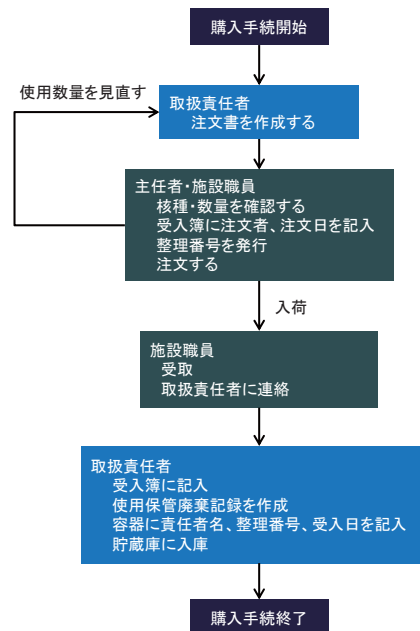 購入手続開始
使用数量を見直す
取扱責任者
注文書を作成する
主任者・施設職員
核種・数量を確認する
受入簿に注文者、注文日を記入
整理番号を発行
注文する
入荷
施設職員
受取
取扱責任者に連絡
取扱責任者
受入簿に記入
使用保管廃棄記録を作成
容器に責任者名、整理番号、受入日を記入
貯蔵庫に入庫
購入手続終了